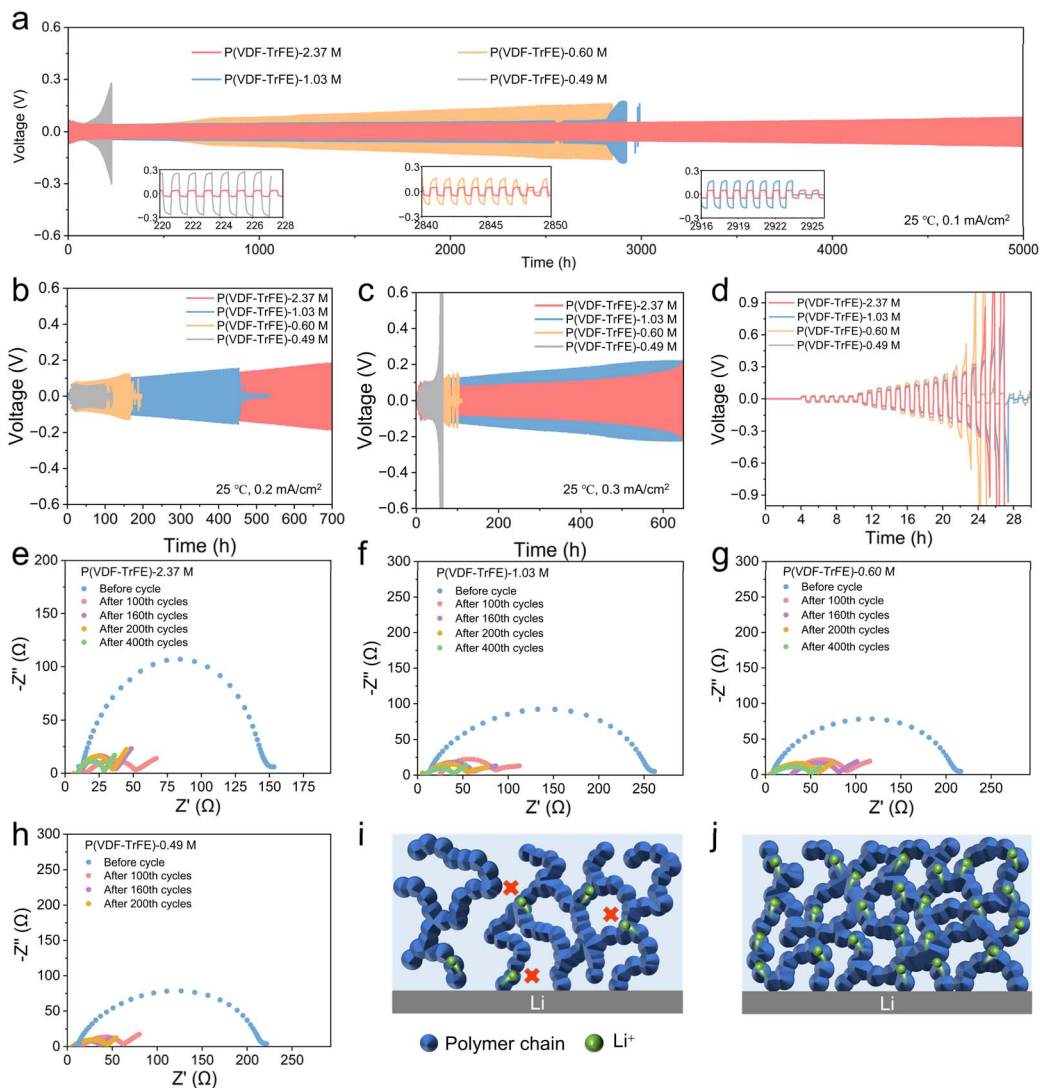 a
0.6
0.3
0.0
−0.3
−0.6
Voltage (V)
P(VDF-TrFE)-2.37 M
P(VDF-TrFE)-0.60 M
P(VDF-TrFE)-1.03 M
P(VDF-TrFE)-0.49 M
0.3
0.0
-0.3
220 222 224 226 228
0.3
0.0
-0.3
2840 2845 2850
0.3
0.0
-0.3
2916 2919 2922 2925
25 ℃, 0.1 mA/cm²
0 1000 2000 3000 4000 5000
Time (h)
b
0.6
0.4
0.2
0.0
−0.2
−0.4
−0.6
Voltage (V)
P(VDF-TrFE)-2.37 M
P(VDF-TrFE)-1.03 M
P(VDF-TrFE)-0.60 M
P(VDF-TrFE)-0.49 M
25 ℃, 0.2 mA/cm²
0 100 200 300 400 500 600 700
Time (h)
c
0.6
0.4
0.2
0.0
−0.2
−0.4
−0.6
Voltage (V)
P(VDF-TrFE)-2.37 M
P(VDF-TrFE)-1.03 M
P(VDF-TrFE)-0.60 M
P(VDF-TrFE)-0.49 M
25 ℃, 0.3 mA/cm²
0 100 200 300 400 500 600
Time (h)
d
0.9
0.6
0.3
0.0
−0.3
−0.6
−0.9
Voltage (V)
P(VDF-TrFE)-2.37 M
P(VDF-TrFE)-1.03 M
P(VDF-TrFE)-0.60 M
P(VDF-TrFE)-0.49 M
0 4 8 12 16 20 24 28
Time (h)
e
200
150
100
50
0
-Z'' (Ω)
P(VDF-TrFE)-2.37 M
Before cycle
After 100th cycles
After 160th cycles
After 200th cycles
After 400th cycles
0 25 50 75 100 125 150 175
Z' (Ω)
f
300
250
200
150
100
50
0
-Z'' (Ω)
P(VDF-TrFE)-1.03 M
Before cycle
After 100th cycles
After 160th cycles
After 200th cycles
After 400th cycles
0 50 100 150 200 250
Z' (Ω)
g
300
250
200
150
100
50
0
-Z'' (Ω)
P(VDF-TrFE)-0.60 M
Before cycle
After 100th cycle
After 160th cycles
After 200th cycles
After 400th cycles
0 50 100 150 200 250
Z' (Ω)
h
300
250
200
150
100
50
0
-Z'' (Ω)
P(VDF-TrFE)-0.49 M
Before cycle
After 100th cycles
After 160th cycles
After 200th cycles
0 50 100 150 200 250
Z' (Ω)
i
Li
j
Li
Polymer chain
Li⁺